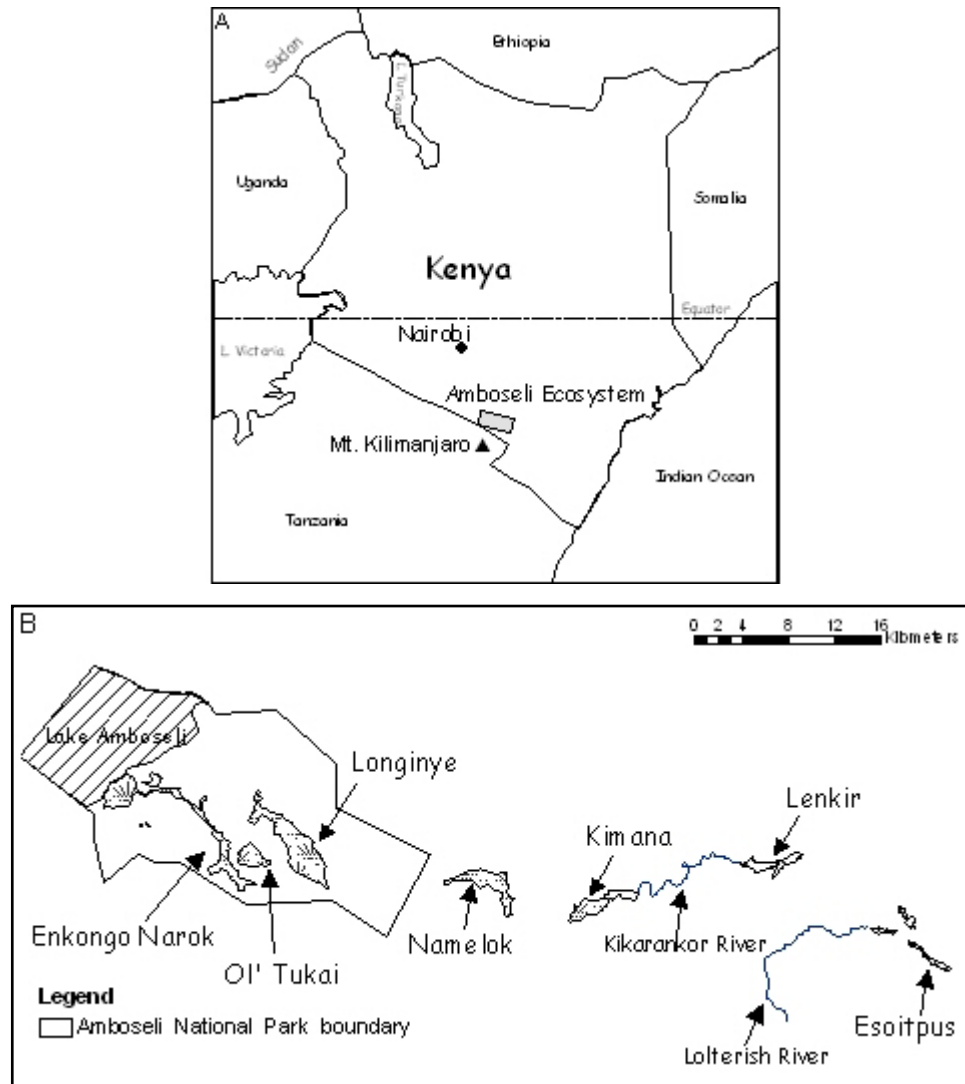 A
Sudan
Ethiopia
L. Turkana
Uganda
Somalia
Kenya
Equator
Nairobi
L. Victoria
Amboseli Ecosystem
Mt. Kilimanjaro
Indian Ocean
Tanzania
B
0 2 4 8 12 16
Kilometers
Lake Amboseli
Longinye
Lenkir
Kimana
Enkongo Narok
Namelok
Kikarankor River
Ol' Tukai
Legend
Amboseli National Park boundary
Esoitpus
Lolterish River